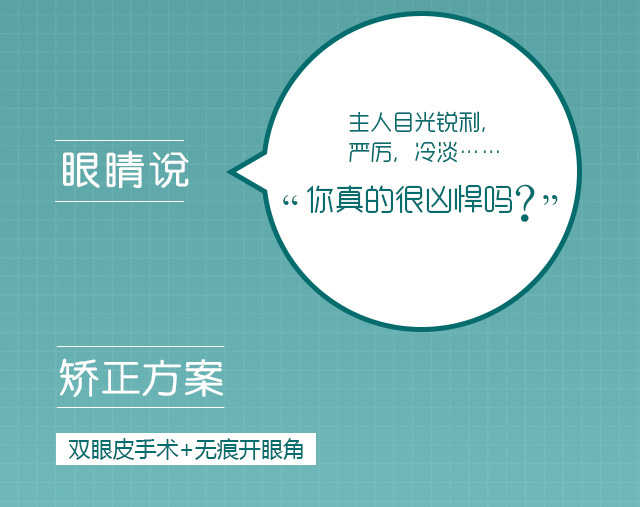 眼睛说
主人目光锐利,
严厉, 冷淡……
“你真的很凶悍吗?”
矫正方案
双眼皮手术+无痕开眼角